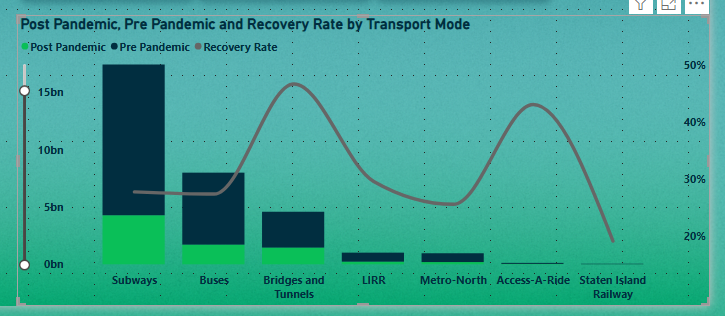 Post Pandemic, Pre Pandemic and Recovery Rate by Transport Mode
Post Pandemic Pre Pandemic Recovery Rate
15bn
10bn
5bn
0bn
50%
40%
30%
20%
Subways Buses Bridges and LIRR Metro-North Access-A-Ride Staten Island
Tunnels Railway